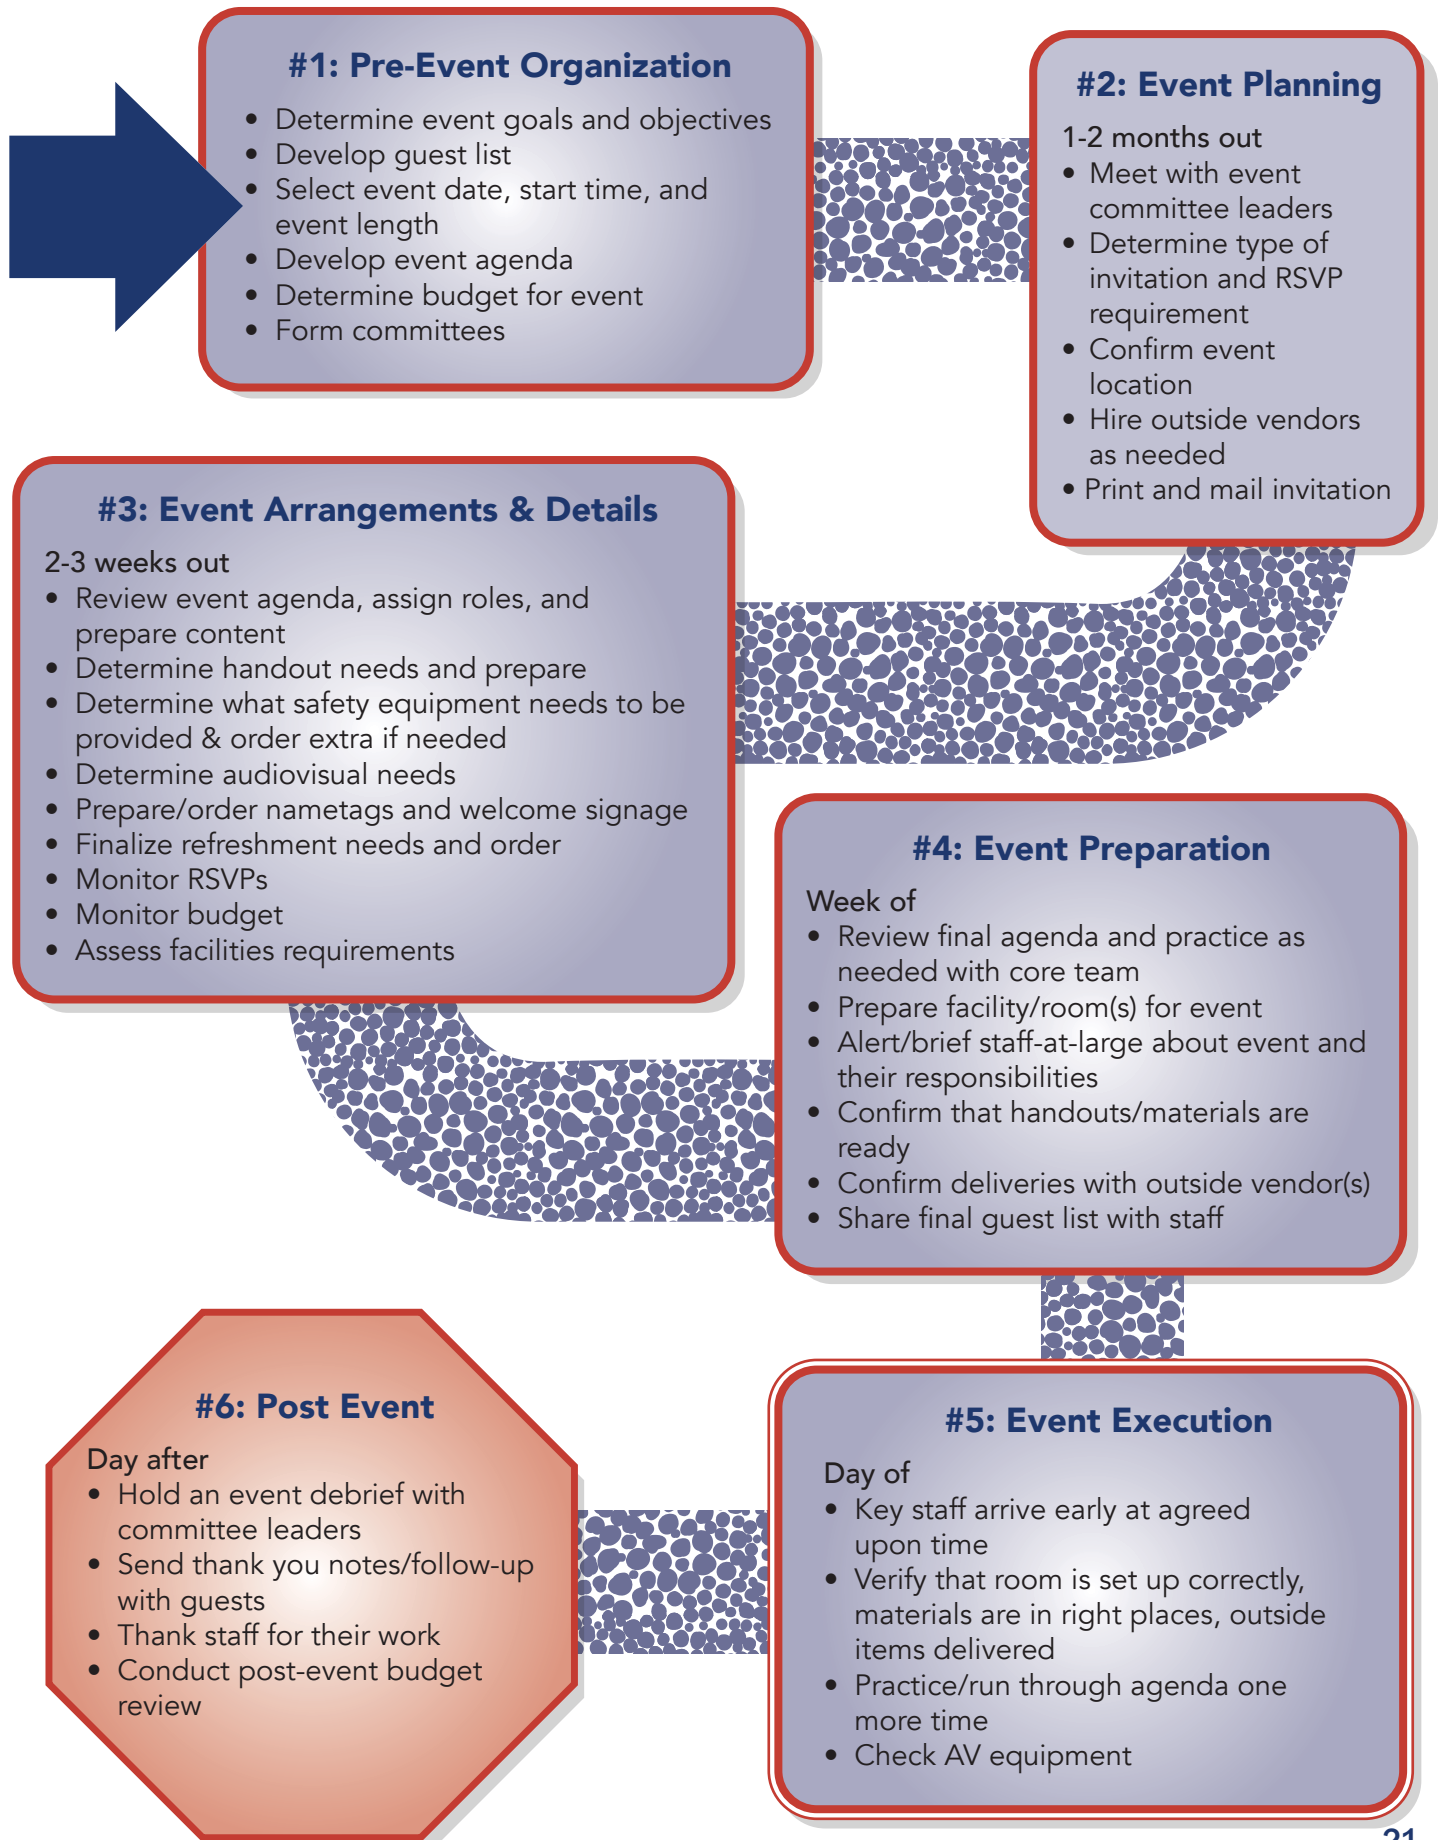 #1: Pre-Event Organization
• Determine event goals and objectives
• Develop guest list
• Select event date, start time, and
event length
• Develop event agenda
• Determine budget for event
• Form committees
#2: Event Planning
1-2 months out
• Meet with event
committee leaders
• Determine type of
invitation and RSVP
requirement
• Confirm event
location
• Hire outside vendors
as needed
• Print and mail invitation
#3: Event Arrangements & Details
2-3 weeks out
• Review event agenda, assign roles, and
prepare content
• Determine handout needs and prepare
• Determine what safety equipment needs to be
provided & order extra if needed
• Determine audiovisual needs
• Prepare/order nametags and welcome signage
• Finalize refreshment needs and order
• Monitor RSVPs
• Monitor budget
• Assess facilities requirements
#4: Event Preparation
Week of
• Review final agenda and practice as
needed with core team
• Prepare facility/room(s) for event
• Alert/brief staff-at-large about event and
their responsibilities
• Confirm that handouts/materials are
ready
• Confirm deliveries with outside vendor(s)
• Share final guest list with staff
#5: Event Execution
Day of
• Key staff arrive early at agreed
upon time
• Verify that room is set up correctly,
materials are in right places, outside
items delivered
• Practice/run through agenda one
more time
• Check AV equipment
#6: Post Event
Day after
• Hold an event debrief with
committee leaders
• Send thank you notes/follow-up
with guests
• Thank staff for their work
• Conduct post-event budget
review
21